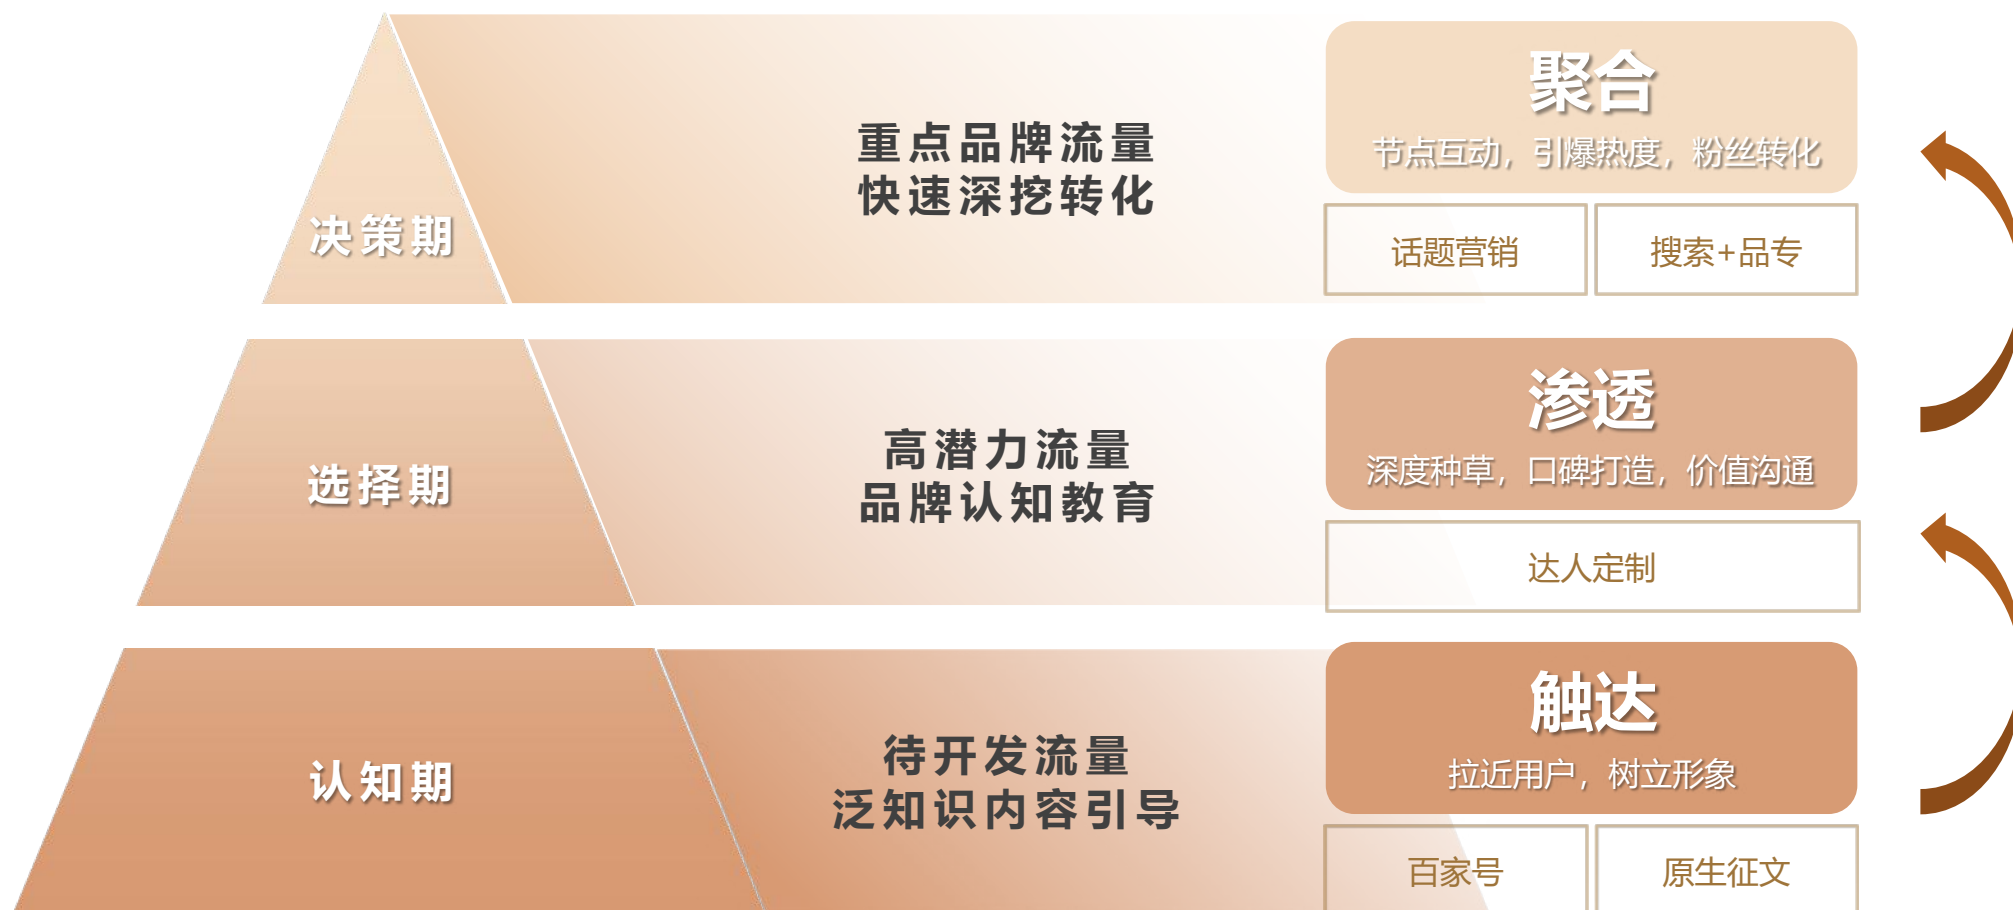 决策期
重点品牌流量
快速深挖转化
聚合
节点互动，引爆热度，粉丝转化
话题营销
搜索+品专
选择期
高潜力流量
品牌认知教育
渗透
深度种草，口碑打造，价值沟通
达人定制
认知期
待开发流量
泛知识内容引导
触达
拉近用户，树立形象
百家号
原生征文